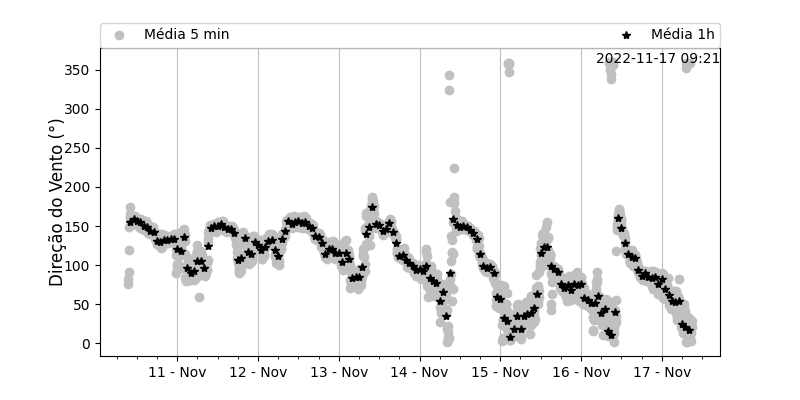 Média 5 min
Média 1h
2022-11-17 09:21
Direção do Vento (°)
350
300
250
200
150
100
50
0
11 - Nov
12 - Nov
13 - Nov
14 - Nov
15 - Nov
16 - Nov
17 - Nov